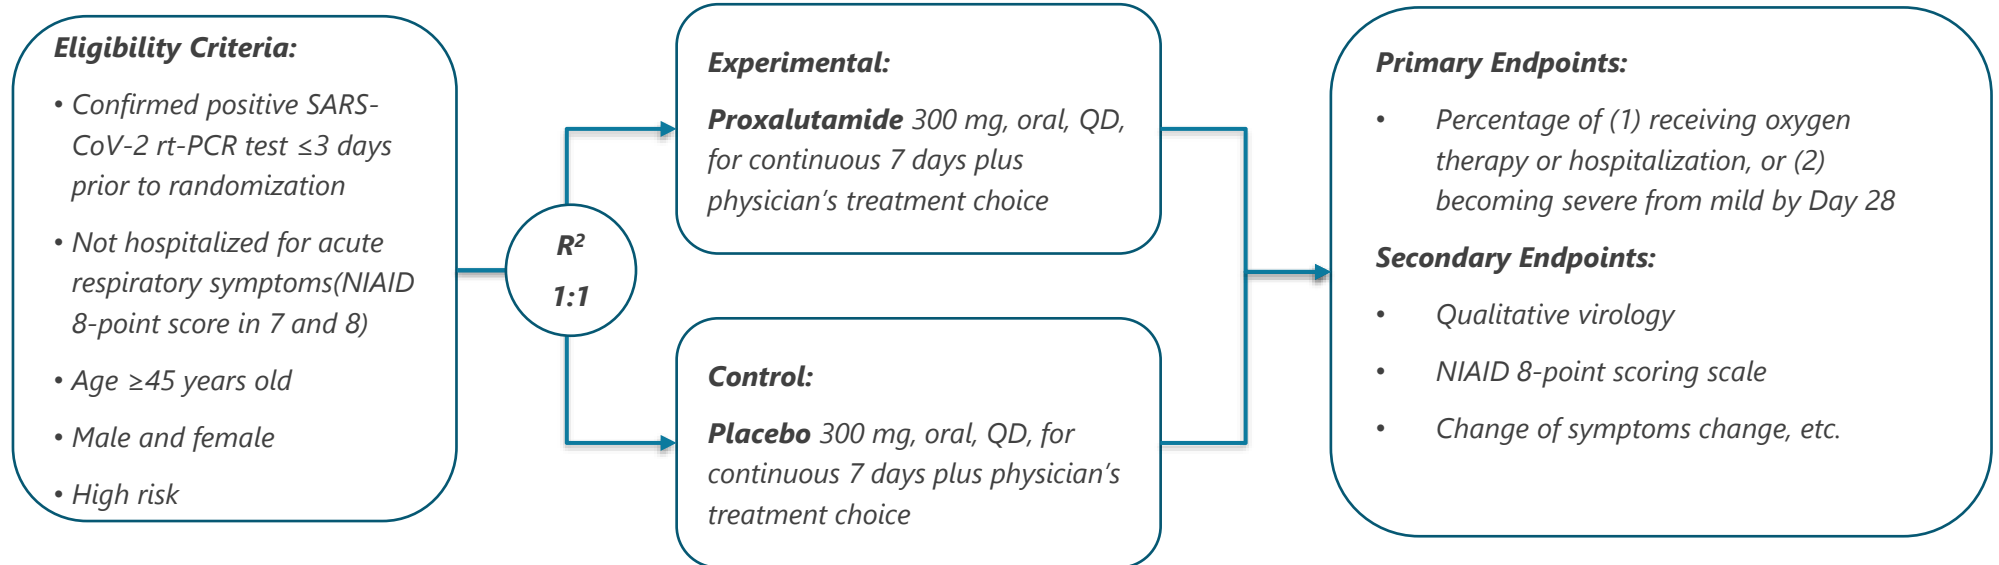 Eligibility Criteria:
• Confirmed positive SARS-
CoV-2 rt-PCR test ≤3 days
prior to randomization
• Not hospitalized for acute
respiratory symptoms(NIAID
8-point score in 7 and 8)
• Age ≥45 years old
• Male and female
• High risk
R²
1:1
Experimental:
Proxalutamide 300 mg, oral, QD,
for continuous 7 days plus
physician’s treatment choice
Control:
Placebo 300 mg, oral, QD, for
continuous 7 days plus physician’s
treatment choice
Primary Endpoints:
• Percentage of (1) receiving oxygen
therapy or hospitalization, or (2)
becoming severe from mild by Day 28
Secondary Endpoints:
• Qualitative virology
• NIAID 8-point scoring scale
• Change of symptoms change, etc.